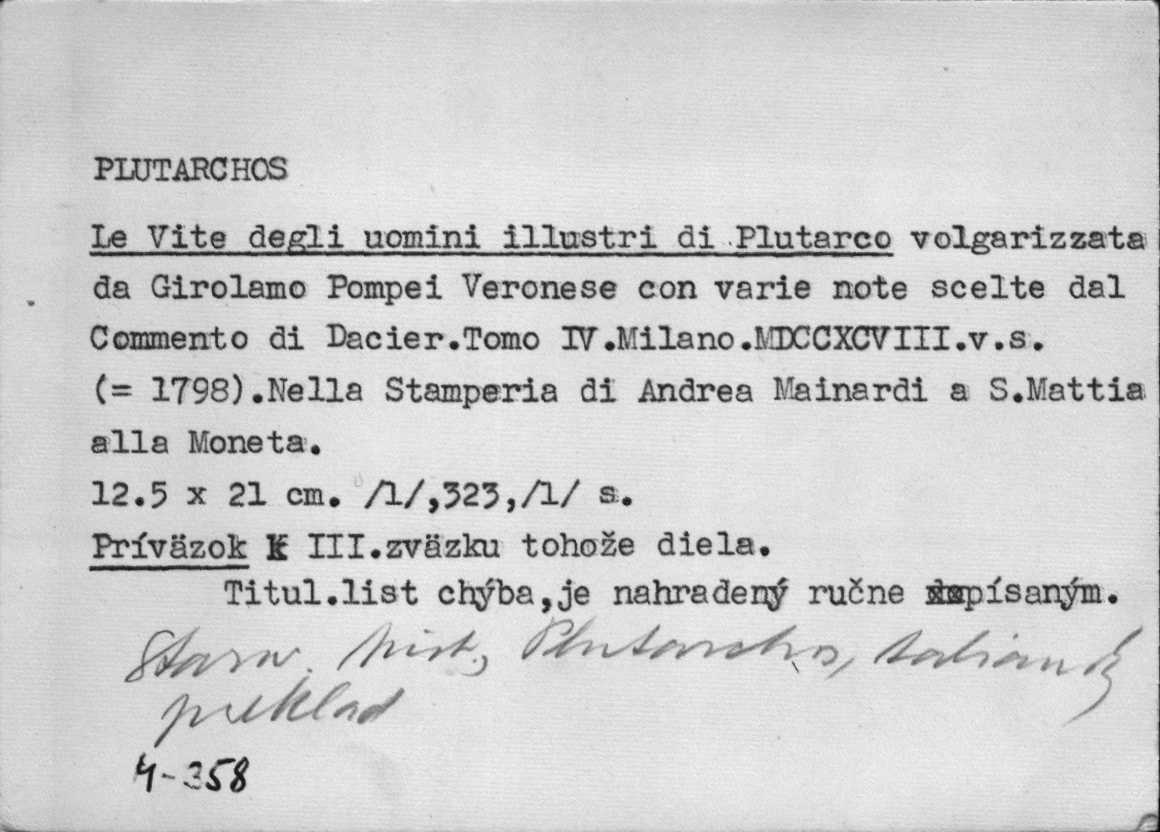 PLUTARCHOS
Le Vite degli uomini illustri di Plutarco volgarizzata
da Girolamo Pompei Veronese con varie note scelte dal
Commento di Dacier.Tomo IV.Milano.MDCCXCVIII.v.s.
(= 1798).Nella Stamperia di Andrea Mainardi a S.Mattia
alla Moneta.
12.5 x 21 cm. /1/,323,/1/ s.
Príväzok K III.zväzku tohože diela.
Titul.list chýba,je nahradený ručne písaným.
Starov. hist., Plutarchos, taliansky
preklad
4-358